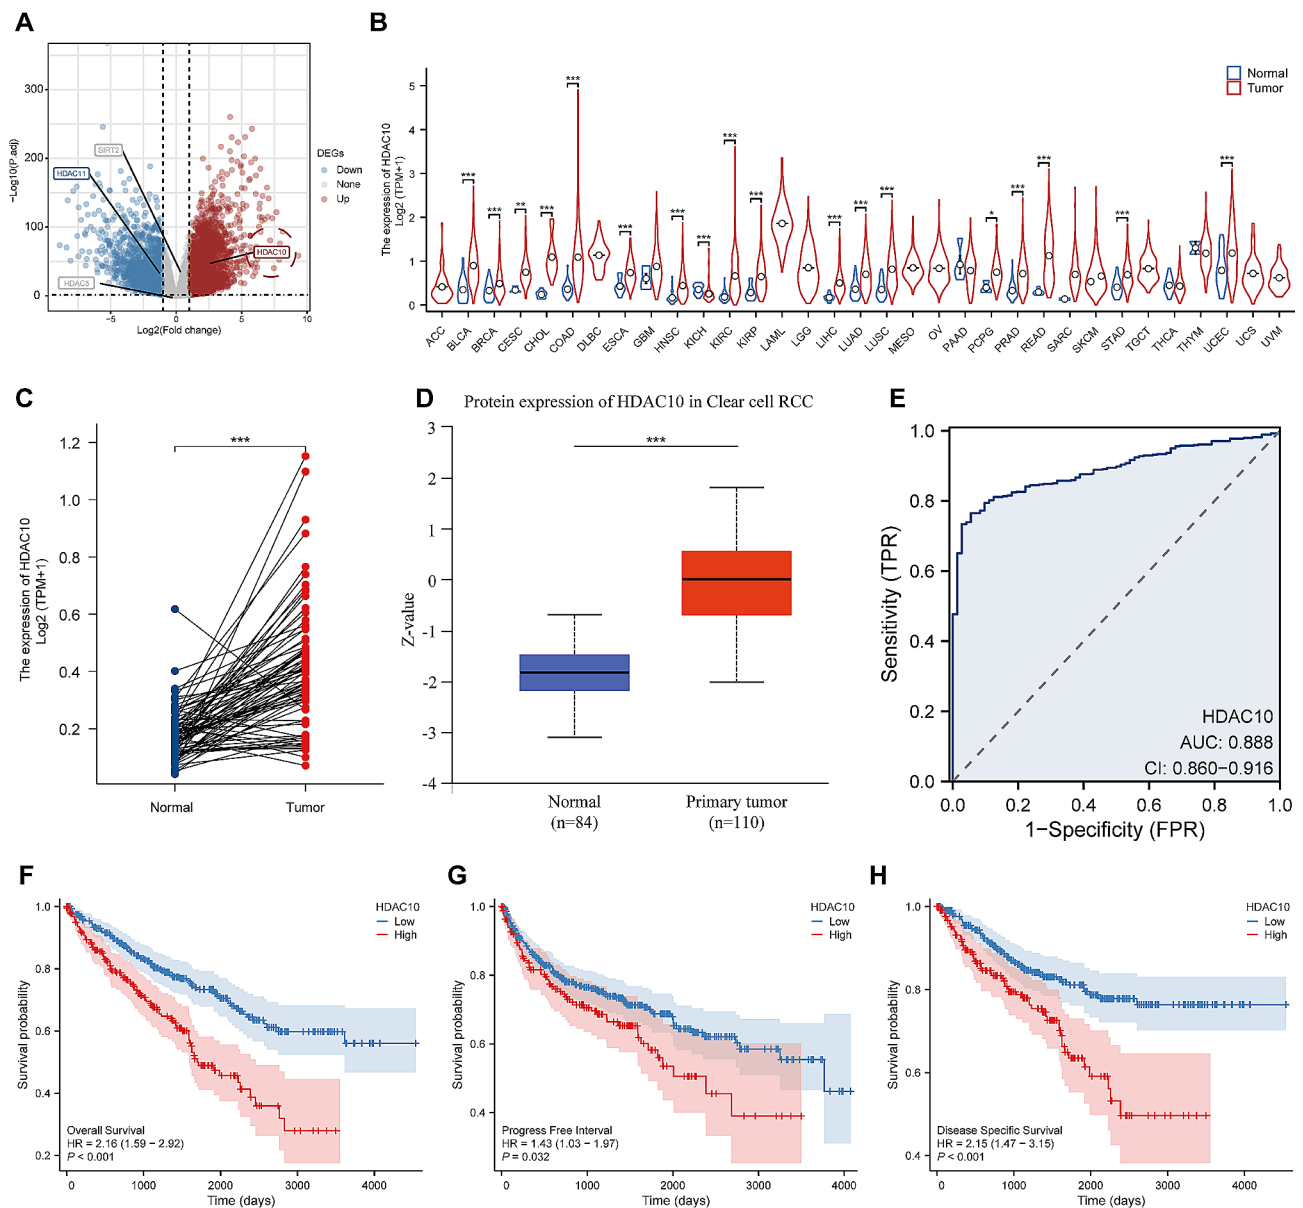 A
−Log10(P.adj)
300
200
100
0
−5
0
5
10
Log2(Fold change)
SIRT2
HDAC11
HDAC10
HDAC5
DEGs
Down
None
Up
B
The expression of HDAC10
Log2 (TPM+1)
5
4
3
2
1
0
*** *** ** *** *** *** *** *** *** *** *** *** *** * *** *** *** ***
Normal
Tumor
ACC
BLCA
BRCA
CESC
CHOL
COAD
DLBC
ESCA
GBM
HNSC
KICH
KIRC
KIRP
LAML
LGG
LIHC
LUAD
LUSC
MESO
OV
PAAD
PCPG
PRAD
READ
SARC
SKCM
STAD
TGCT
THCA
THYM
UCEC
UCS
UVM
C
The expression of HDAC10
Log2 (TPM+1)
1.2
1.0
0.8
0.6
0.4
0.2
***
Normal
Tumor
D
Protein expression of HDAC10 in Clear cell RCC
Z-value
3
2
1
0
-1
-2
-3
-4
***
Normal
(n=84)
Primary tumor
(n=110)
E
Sensitivity (TPR)
1.0
0.8
0.6
0.4
0.2
0.0
HDAC10
AUC: 0.888
CI: 0.860−0.916
0.0
0.2
0.4
0.6
0.8
1.0
1−Specificity (FPR)
F
Survival probability
1.0
0.8
0.6
0.4
0.2
HDAC10
Low
High
Overall Survival
HR = 2.16 (1.59 − 2.92)
P < 0.001
0
1000
2000
3000
4000
Time (days)
G
Survival probability
1.0
0.8
0.6
0.4
HDAC10
Low
High
Progress Free Interval
HR = 1.43 (1.03 − 1.97)
P = 0.032
0
1000
2000
3000
4000
Time (days)
H
Survival probability
1.0
0.8
0.6
0.4
HDAC10
Low
High
Disease Specific Survival
HR = 2.15 (1.47 − 3.15)
P < 0.001
0
1000
2000
3000
4000
Time (days)